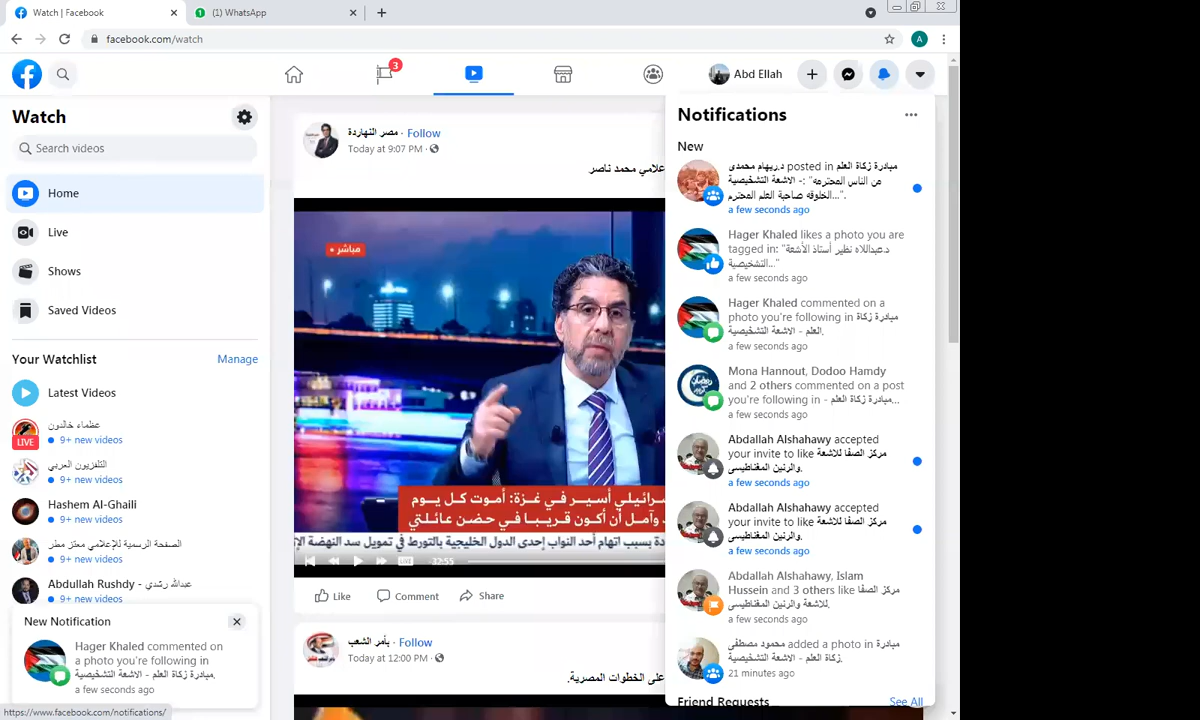 Watch | Facebook
(1) WhatsApp
facebook.com/watch
A
3
Abd Ellah
Watch
Search videos
Home
Live
Shows
Saved Videos
Your Watchlist
Manage
Latest Videos
عظماء خالدون
9+ new videos
LIVE
التلفزيون العربي
9+ new videos
Hashem Al-Ghaili
9+ new videos
الصفحة الرسمية للإعلامي معتز مطر
9+ new videos
Abdullah Rushdy - عبدالله رشدي
9+ new videos
New Notification
Hager Khaled commented on
a photo you're following in
مبادرة زكاة العلم - الاشعة التشخيصية.
a few seconds ago
https://www.facebook.com/notifications/
مصر النهاردة · Follow
Today at 9:07 PM ·
علامي محمد ناصر
مباشر
سرائيلي أسير في غزة: أموت كل يوم
وآمل أن أكون قريبا في حضن عائلتي
دة بسبب اتهام أحد النواب إحدى الدول الخليجية بالتورط في تمويل سد النهضة الإ
Like
Comment
Share
بأمر الشعب · Follow
Today at 12:00 PM ·
على الخطوات المصرية.
Notifications
New
د.ريهام محمدى posted in مبادرة زكاة العلم
- الاشعة التشخيصية: "من الناس المحترمه
الخلوقه صاحبة العلم المحترم...".
a few seconds ago
Hager Khaled likes a photo you are
tagged in: "د.عبداللاه نظير أستاذ الأشعة
التشخيصية..."
a few seconds ago
Hager Khaled commented on a
photo you're following in مبادرة زكاة
العلم - الاشعة التشخيصية.
a few seconds ago
Mona Hannout, Dodoo Hamdy
and 2 others commented on a post
you're following in مبادرة زكاة العلم -...
a few seconds ago
Abdallah Alshahawy accepted
your invite to like مركز الصفا للاشعة
والرنين المغناطيسى.
a few seconds ago
Abdallah Alshahawy accepted
your invite to like مركز الصفا للاشعة
والرنين المغناطيسى.
a few seconds ago
Abdallah Alshahawy, Islam
Hussein and 3 others like مركز الصفا
للاشعة والرنين المغناطيسى.
a few seconds ago
محمود مصطفى added a photo in مبادرة
زكاة العلم - الاشعة التشخيصية.
21 minutes ago
Friend Requests
See All